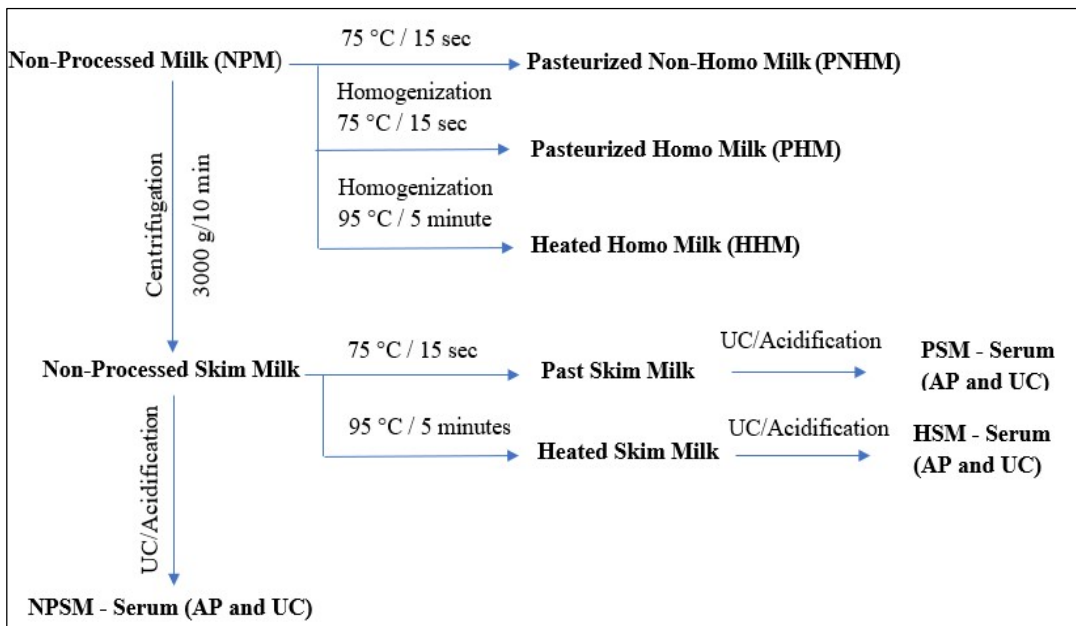 75 °C / 15 sec
Non-Processed Milk (NPM)
Pasteurized Non-Homo Milk (PNHM)
Homogenization
75 °C / 15 sec
Pasteurized Homo Milk (PHM)
Homogenization
95 °C / 5 minute
Heated Homo Milk (HHM)
Centrifugation
3000 g/10 min
75 °C / 15 sec
UC/Acidification
Non-Processed Skim Milk
Past Skim Milk
PSM - Serum
(AP and UC)
95 °C / 5 minutes
UC/Acidification
Heated Skim Milk
HSM - Serum
(AP and UC)
UC/Acidification
NPSM - Serum (AP and UC)